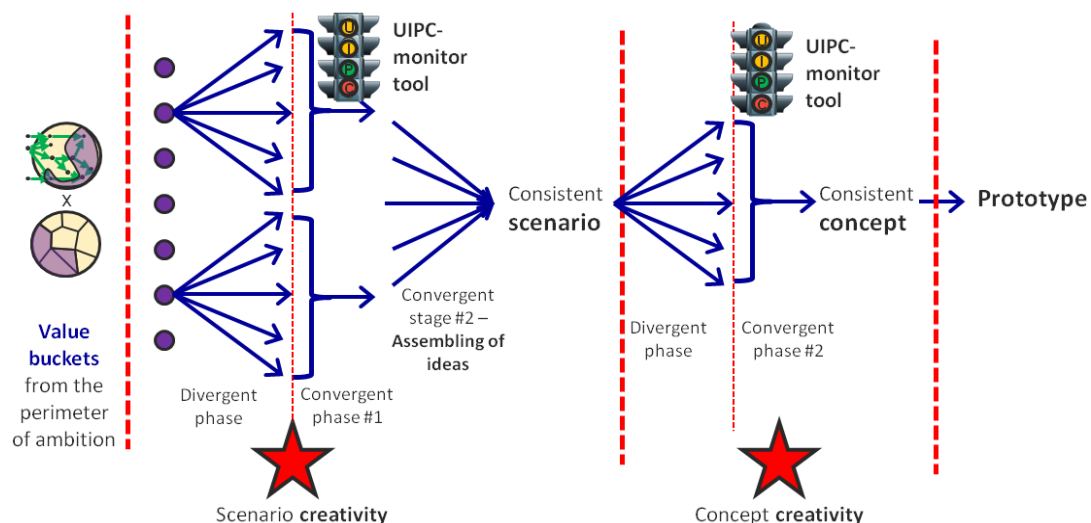 U
I
P
C
UIPC-
monitor
tool
U
I
P
C
UIPC-
monitor
tool
X
Value
buckets
from the
perimeter
of ambition
Divergent
phase
Convergent
phase #1
Convergent
stage #2 –
Assembling of
ideas
Consistent
scenario
Divergent
phase
Convergent
phase #2
Consistent
concept
Prototype
Scenario creativity
Concept creativity